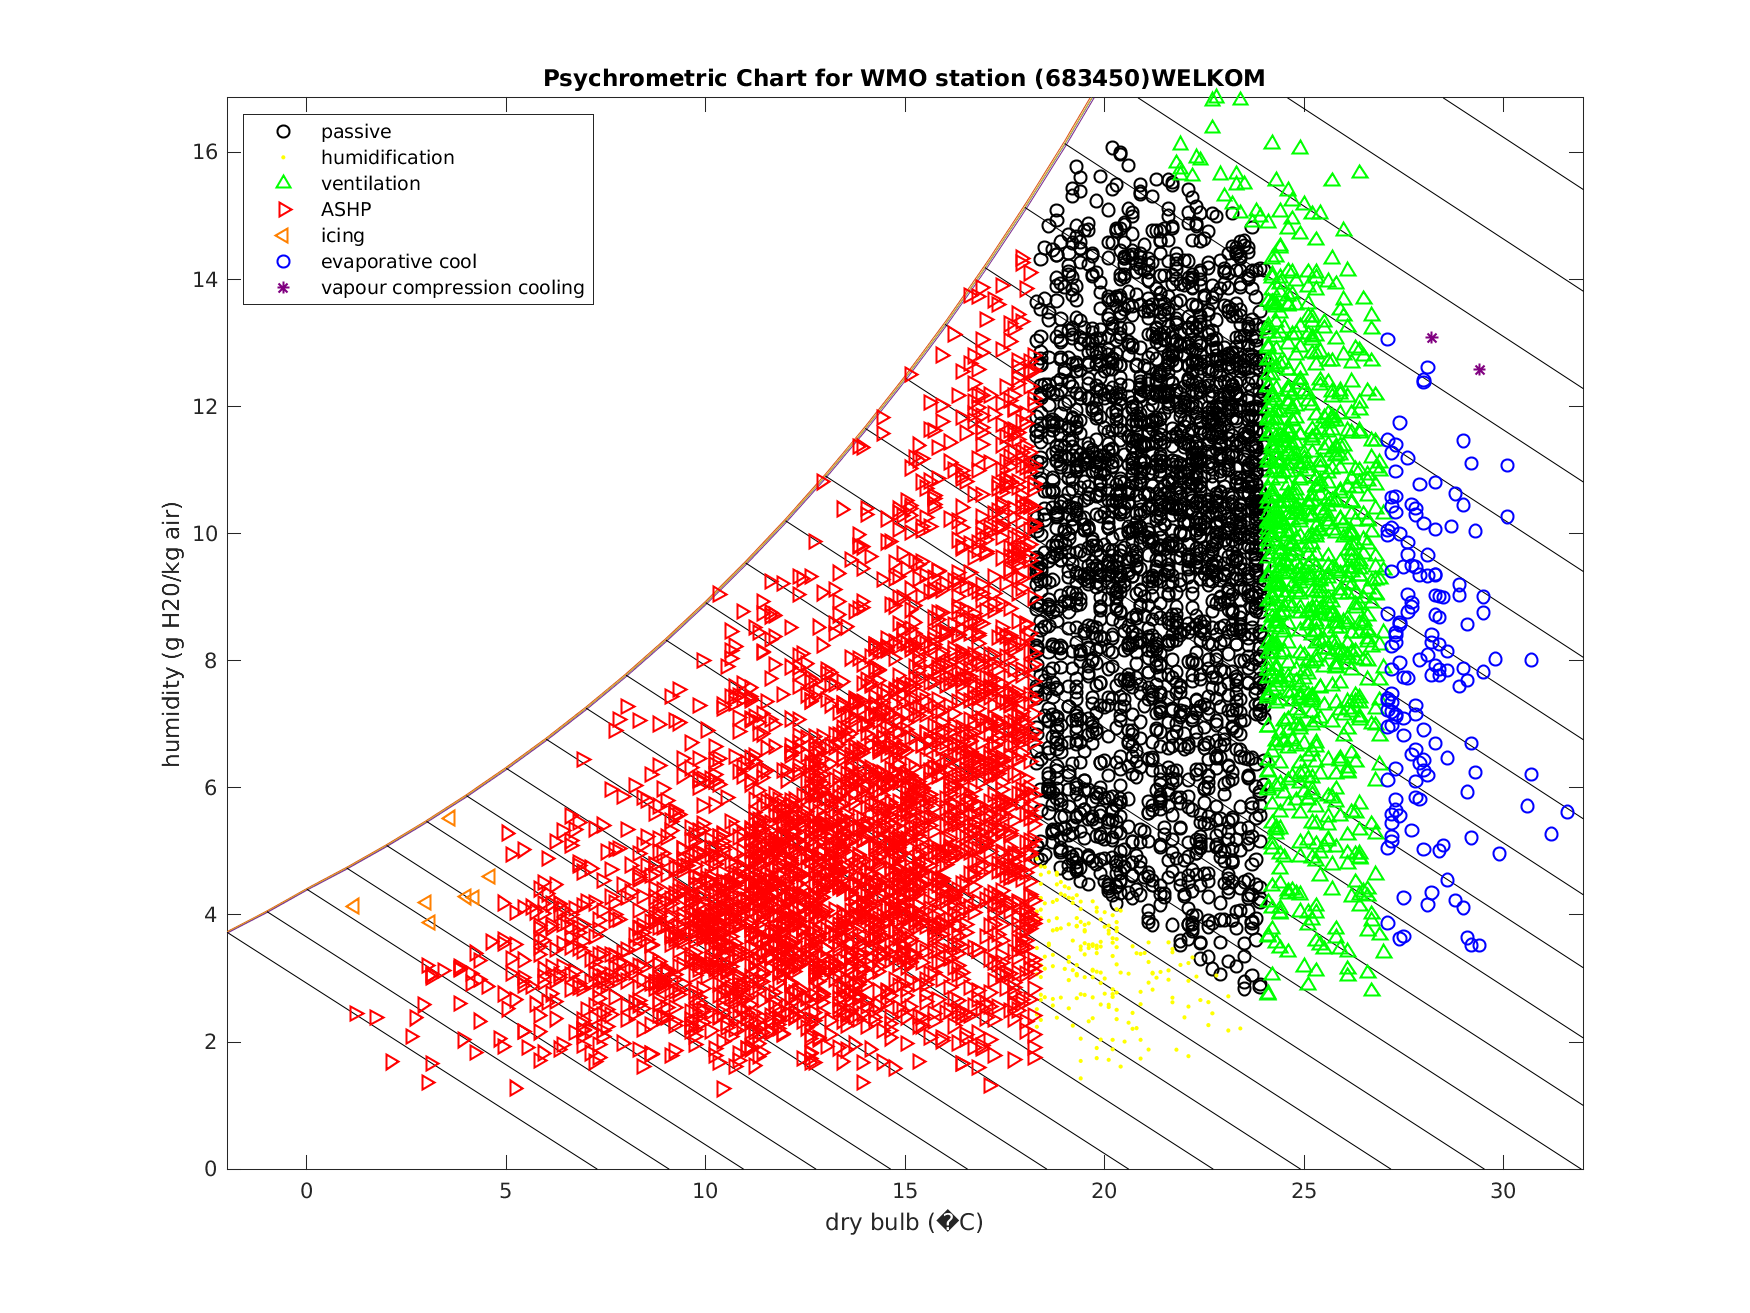 Psychrometric Chart for WMO station (683450)WELKOM
passive
humidification
ventilation
ASHP
icing
evaporative cool
vapour compression cooling
16
14
12
10
8
6
4
2
0
humidity (g H20/kg air)
0 5 10 15 20 25 30
dry bulb (�C)